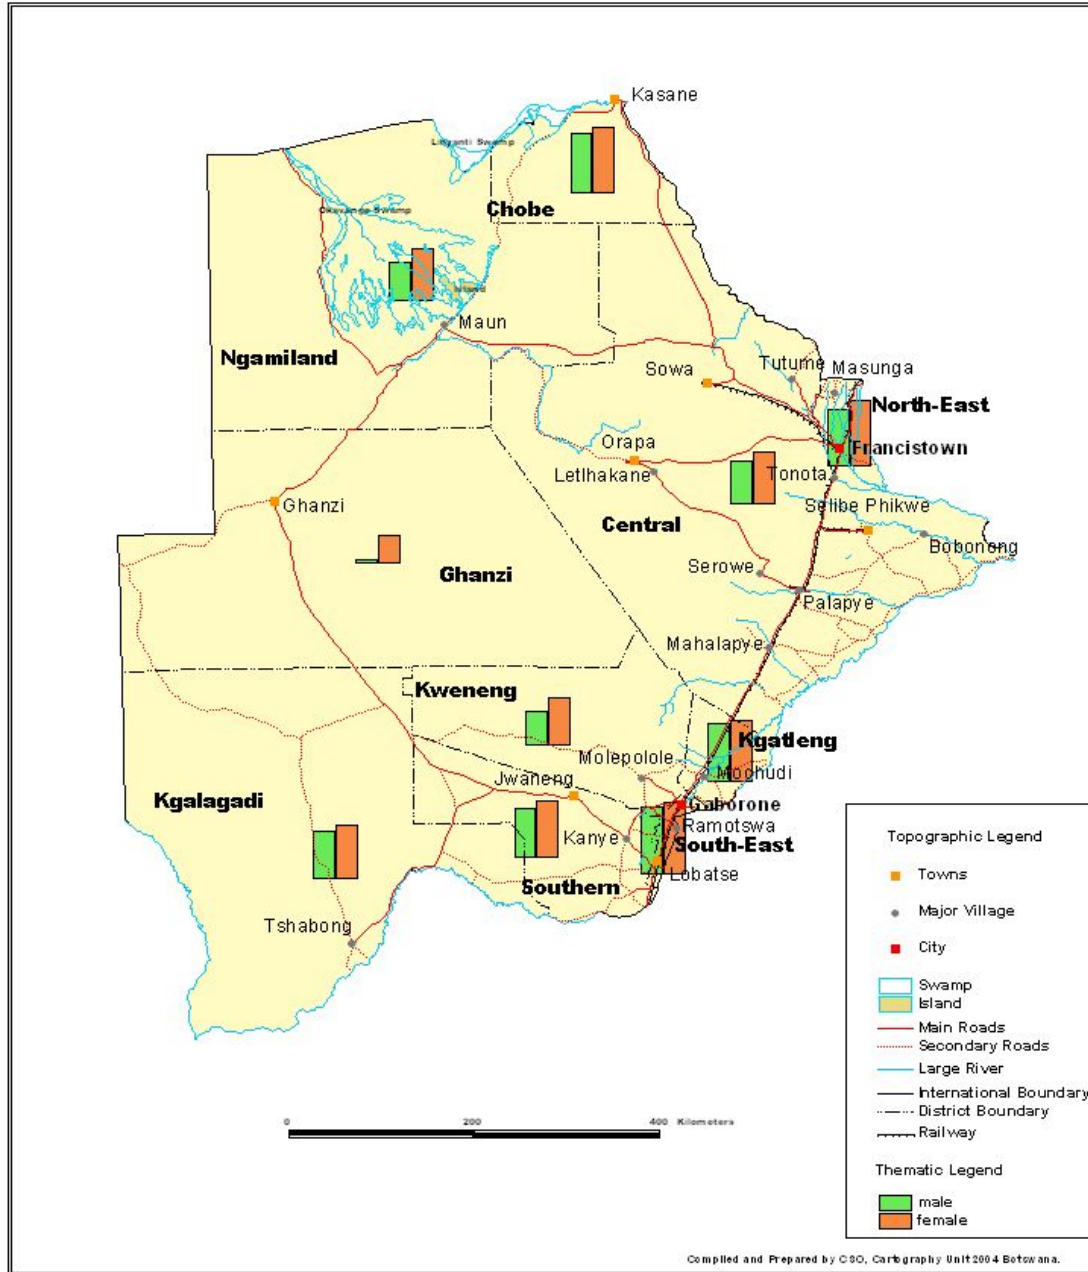 Kasane
Linyanti Swamp
Chobe
Okavango Swamp
Island
Maun
Ngamiland
Sowa
Tutume
Masunga
North-East
Orapa
Francistown
Letlhakane
Tonota
Ghanzi
Central
Selibe Phikwe
Bobonong
Ghanzi
Serowe
Palapye
Mahalapye
Kweneng
Kgatleng
Molepolole
Mochudi
Jwaneng
Kgalagadi
Gaborone
Ramotswa
Kanye
South-East
Lobatse
Southern
Tshabong
0 200 400 Kilometers
Topographic Legend
Towns
Major Village
City
Swamp
Island
Main Roads
Secondary Roads
Large River
International Boundary
District Boundary
Railway
Thematic Legend
male
female
Compiled and Prepared by CSO, Cartography Unit 2004 Botswana.